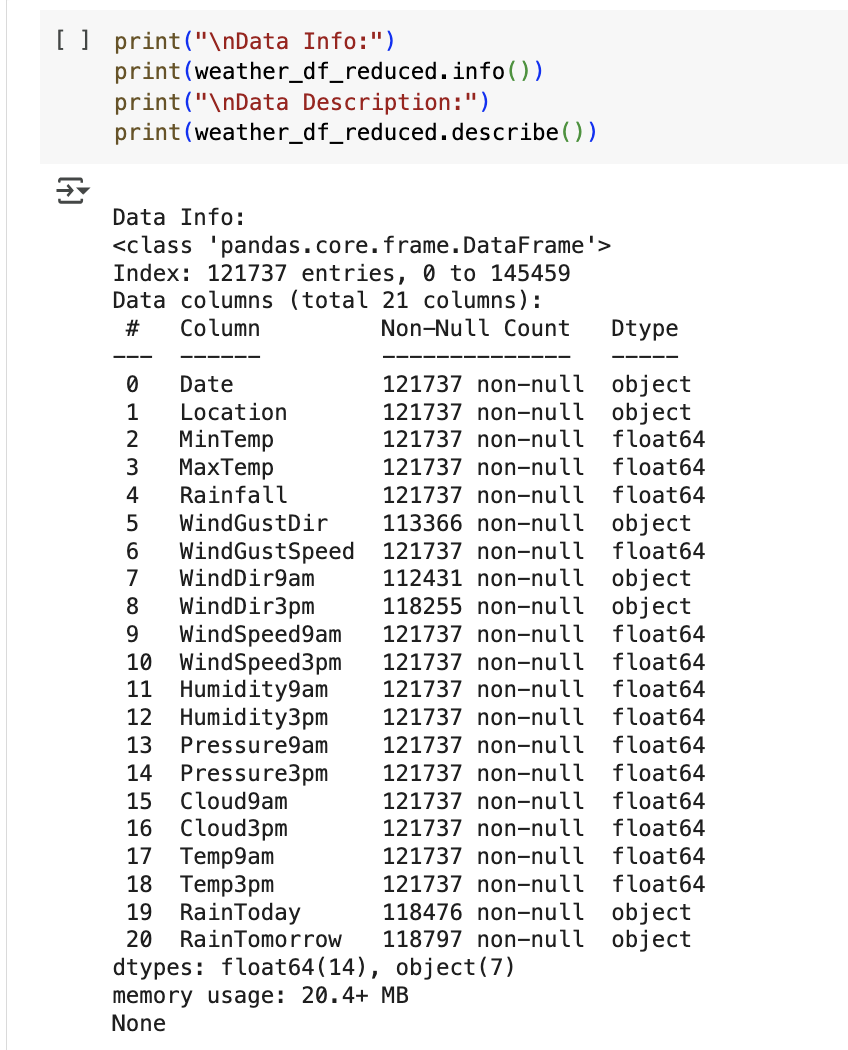 [ ] print("\nData Info:")
print(weather_df_reduced.info())
print("\nData Description:")
print(weather_df_reduced.describe())
Data Info:
<class 'pandas.core.frame.DataFrame'>
Index: 121737 entries, 0 to 145459
Data columns (total 21 columns):
 #   Column         Non-Null Count   Dtype
---  ------         --------------   -----
 0   Date           121737 non-null  object
 1   Location       121737 non-null  object
 2   MinTemp        121737 non-null  float64
 3   MaxTemp        121737 non-null  float64
 4   Rainfall       121737 non-null  float64
 5   WindGustDir    113366 non-null  object
 6   WindGustSpeed  121737 non-null  float64
 7   WindDir9am     112431 non-null  object
 8   WindDir3pm     118255 non-null  object
 9   WindSpeed9am   121737 non-null  float64
 10  WindSpeed3pm   121737 non-null  float64
 11  Humidity9am    121737 non-null  float64
 12  Humidity3pm    121737 non-null  float64
 13  Pressure9am    121737 non-null  float64
 14  Pressure3pm    121737 non-null  float64
 15  Cloud9am       121737 non-null  float64
 16  Cloud3pm       121737 non-null  float64
 17  Temp9am        121737 non-null  float64
 18  Temp3pm        121737 non-null  float64
 19  RainToday      118476 non-null  object
 20  RainTomorrow   118797 non-null  object
dtypes: float64(14), object(7)
memory usage: 20.4+ MB
None